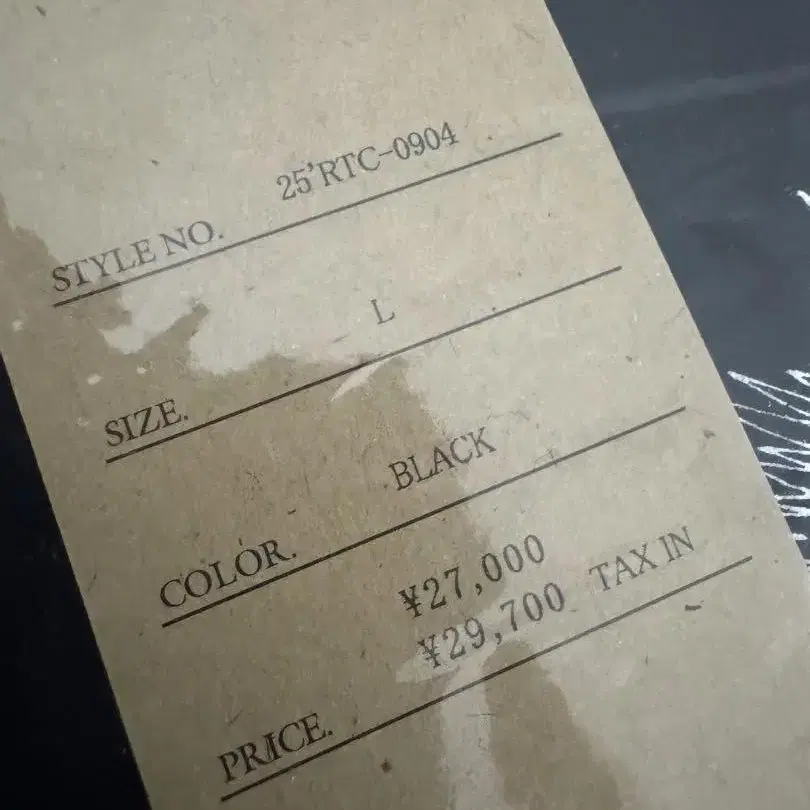 STYLE NO. 25'RTC-0904
SIZE. L
COLOR. BLACK
¥27,000
PRICE. ¥29,700 TAX IN